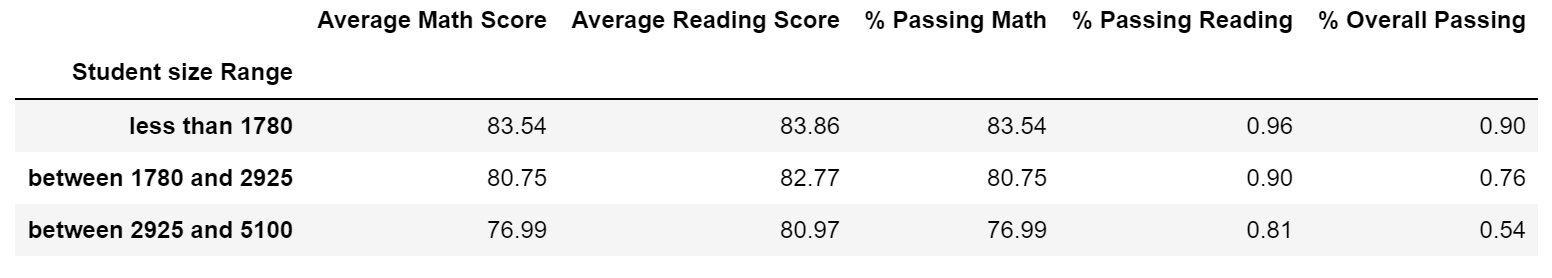 Average Math Score Average Reading Score % Passing Math % Passing Reading % Overall Passing
Student size Range
less than 1780 83.54 83.86 83.54 0.96 0.90
between 1780 and 2925 80.75 82.77 80.75 0.90 0.76
between 2925 and 5100 76.99 80.97 76.99 0.81 0.54